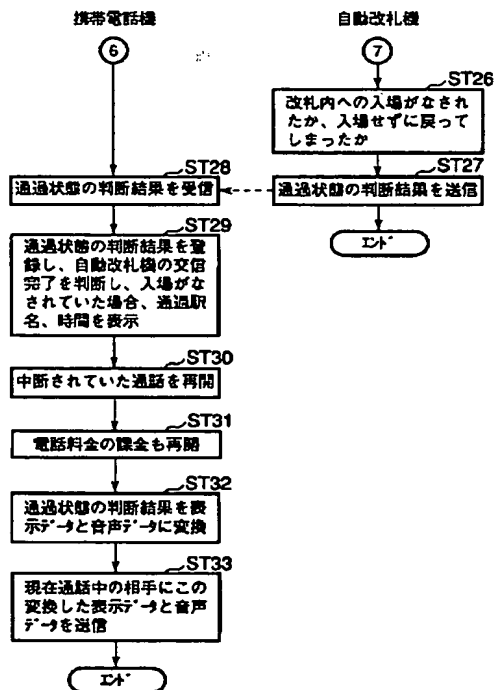 携帯電話機
自動改札機
6
7
ST26
改札内への入場がなされ
たか、入場せずに戻って
しまったか
ST28
ST27
通過状態の判断結果を受信
通過状態の判断結果を送信
ST29
エンド
通過状態の判断結果を登
録し、自動改札機の交信
完了を判断し、入場がな
されていた場合、通過駅
名、時間を表示
ST30
中断されていた通話を再開
ST31
電話料金の課金も再開
ST32
通過状態の判断結果を表
示データと音声データに変換
ST33
現在通話中の相手にこの
変換した表示データと音声
データを送信
エンド